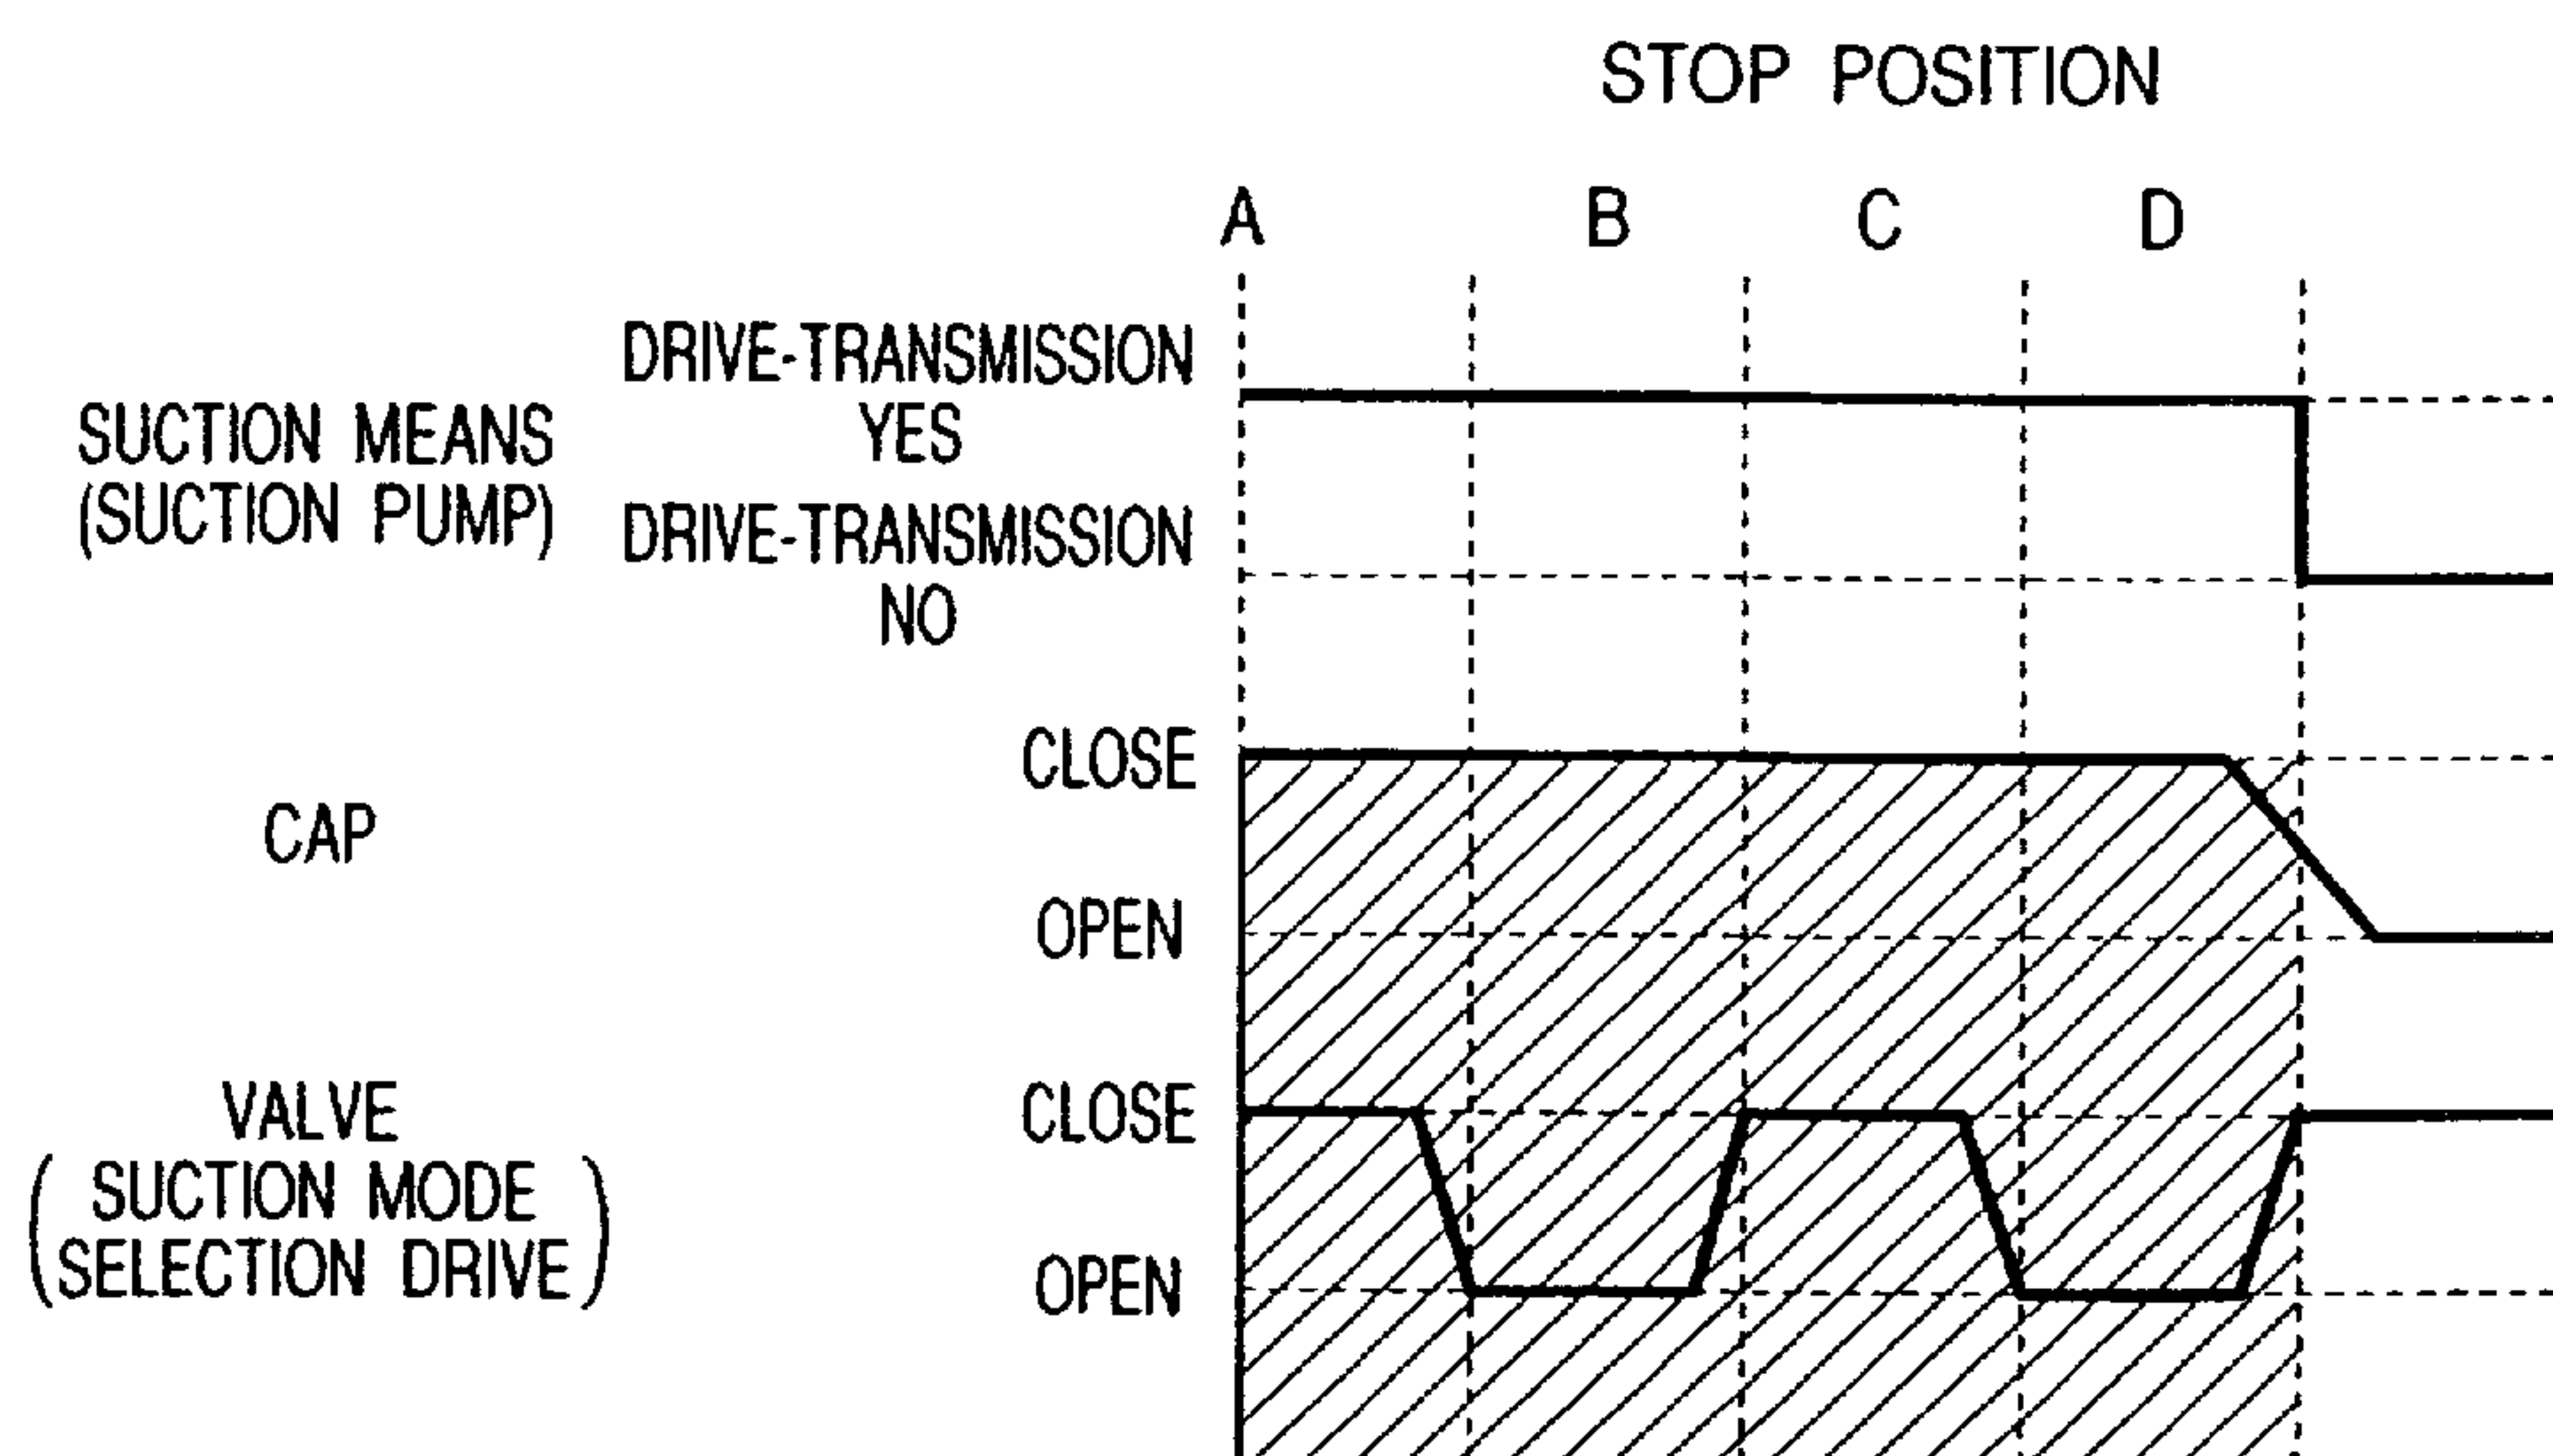 STOP POSITION
A B C D
DRIVE-TRANSMISSION
YES
SUCTION MEANS
(SUCTION PUMP)
DRIVE-TRANSMISSION
NO
CLOSE
CAP
OPEN
CLOSE
VALVE
(SUCTION MODE
SELECTION DRIVE)
OPEN